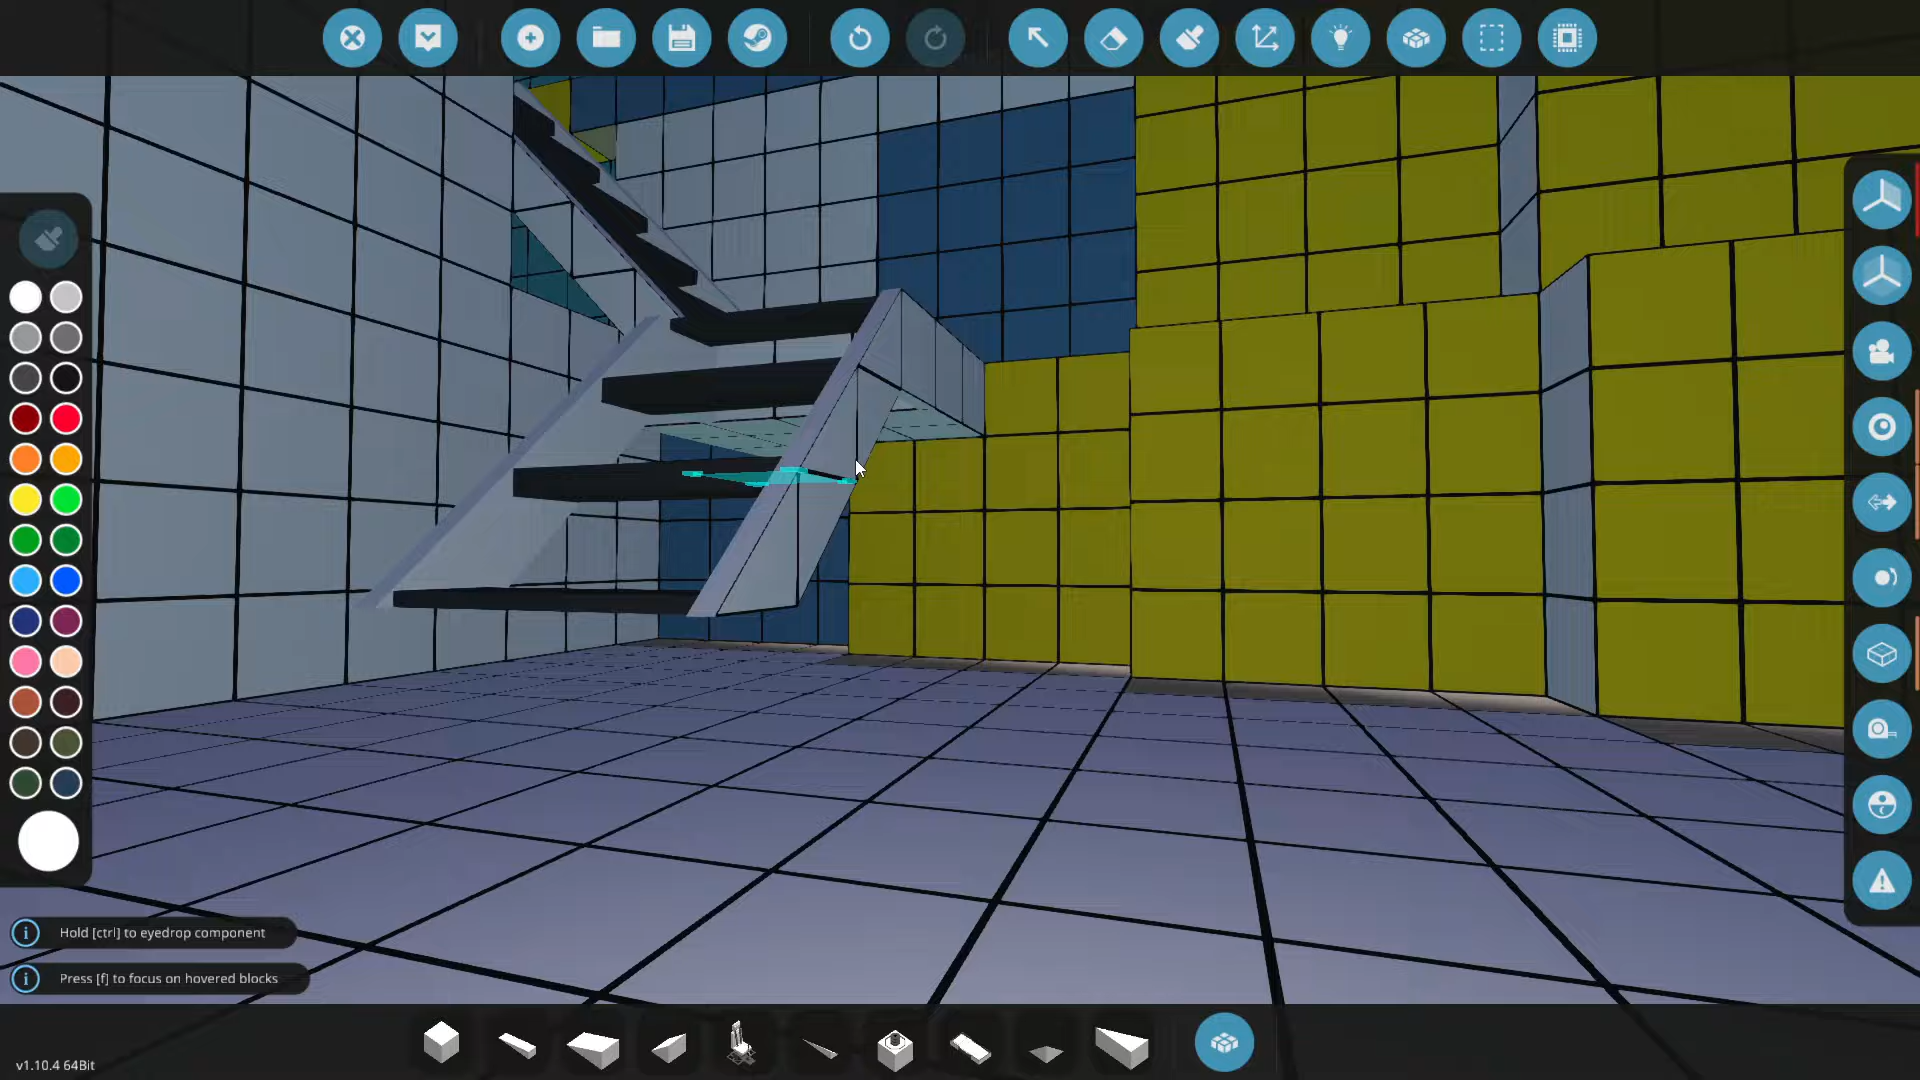 Hold [ctrl] to eyedrop component
Press [f] to focus on hovered blocks
v1.10.4 64Bit